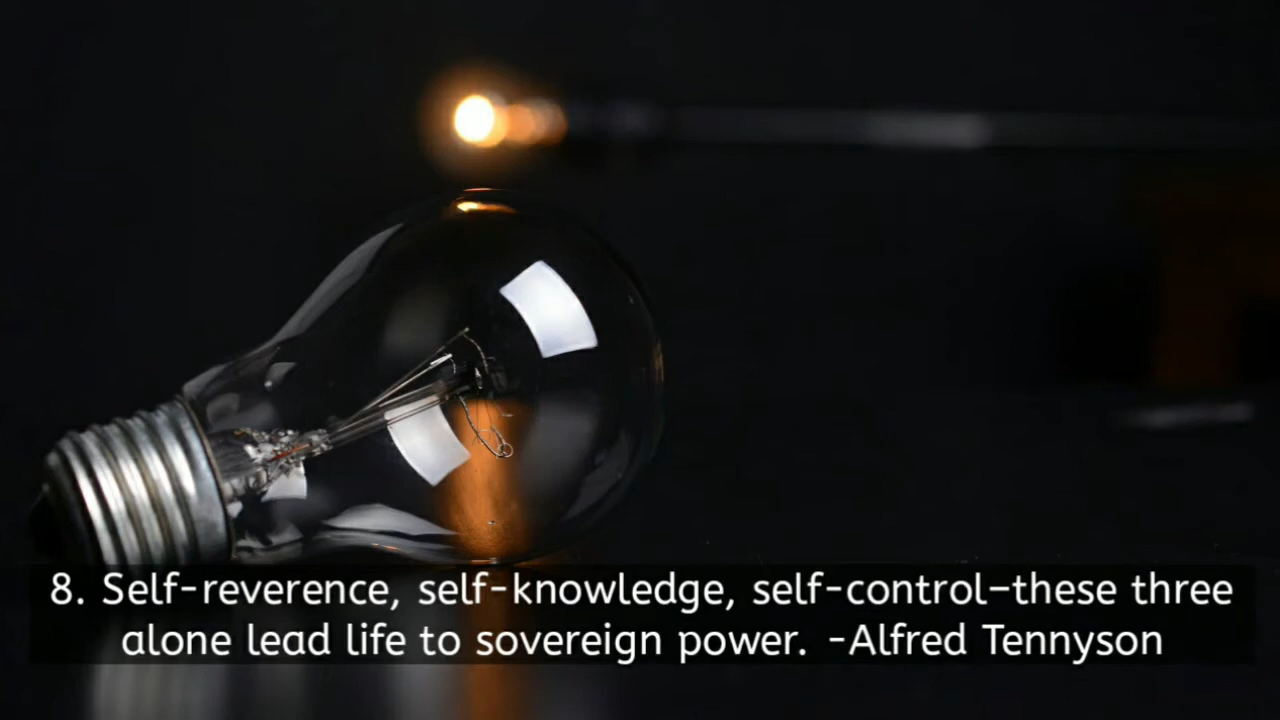 8. Self-reverence, self-knowledge, self-control–these three
alone lead life to sovereign power. -Alfred Tennyson